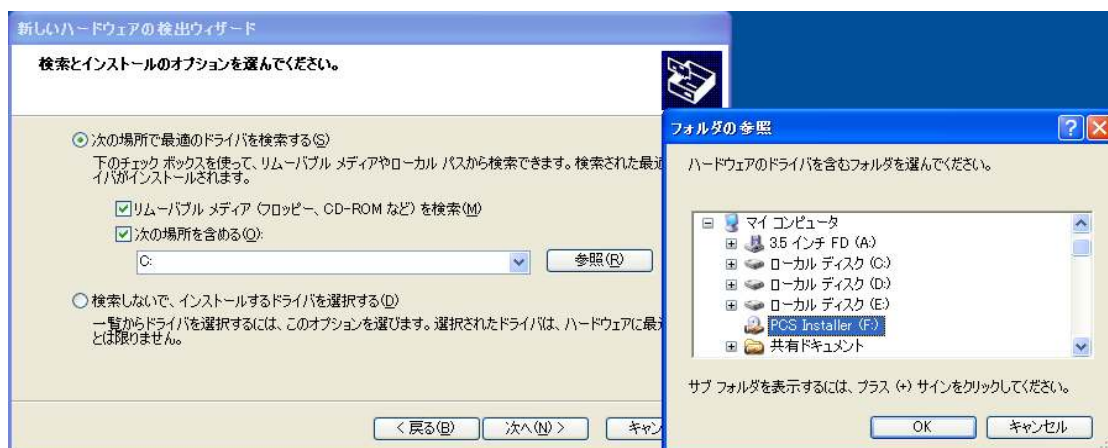 新しいハードウェアの検出ウィザード
検索とインストールのオプションを選んでください。
次の場所で最適のドライバを検索する(S)
下のチェック ボックスを使って、リムーバブル メディアやローカル パスから検索できます。検索された最適
イバがインストールされます。
リムーバブル メディア (フロッピー、CD-ROM など) を検索(M)
次の場所を含める(O):
C:
参照(R)
検索しないで、インストールするドライバを選択する(D)
一覧からドライバを選択するには、このオプションを選びます。選択されたドライバは、ハードウェアに最
とは限りません。
< 戻る(B)
次へ(N) >
キャン
フォルダの参照
ハードウェアのドライバを含むフォルダを選んでください。
マイ コンピュータ
3.5 インチ FD (A:)
ローカル ディスク (C:)
ローカル ディスク (D:)
ローカル ディスク (E:)
PCS Installer (F:)
共有ドキュメント
サブ フォルダを表示するには、プラス (+) サインをクリックしてください。
OK
キャンセル